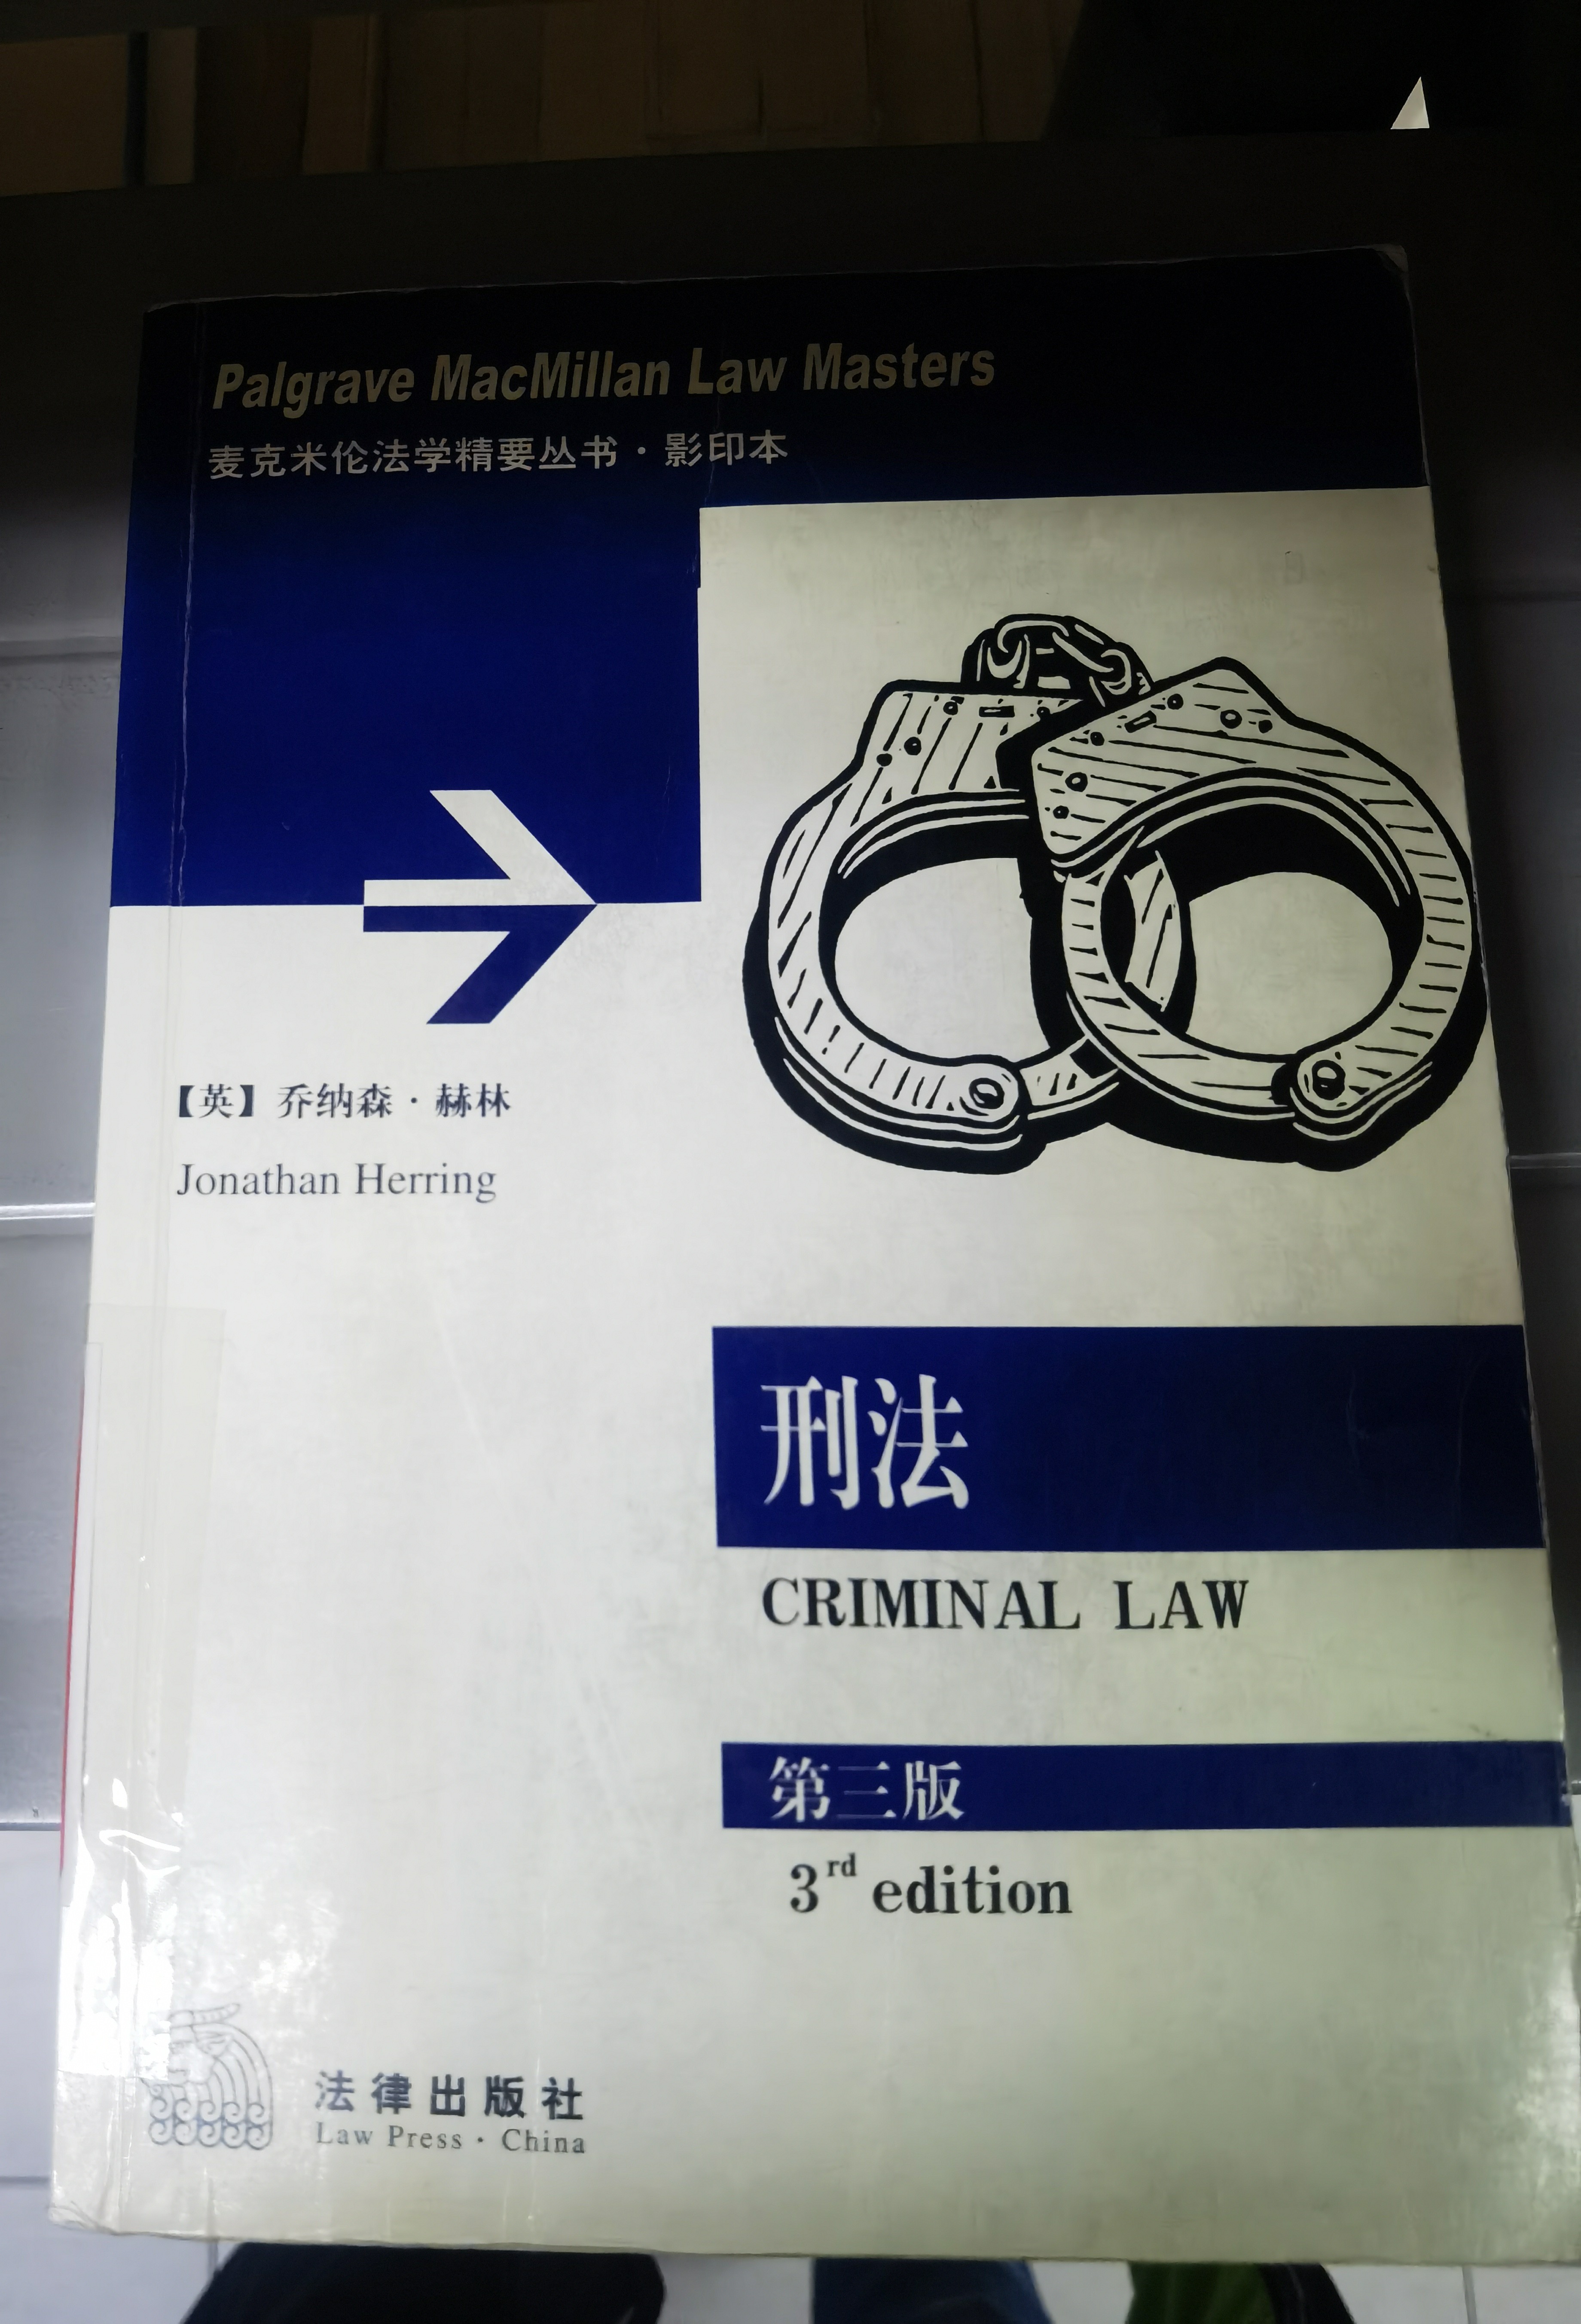 Palgrave MacMillan Law Masters
麦克米伦法学精要丛书·影印本
【英】乔纳森·赫林
Jonathan Herring
刑法
CRIMINAL LAW
第三版
3rd edition
法律出版社
Law Press·China